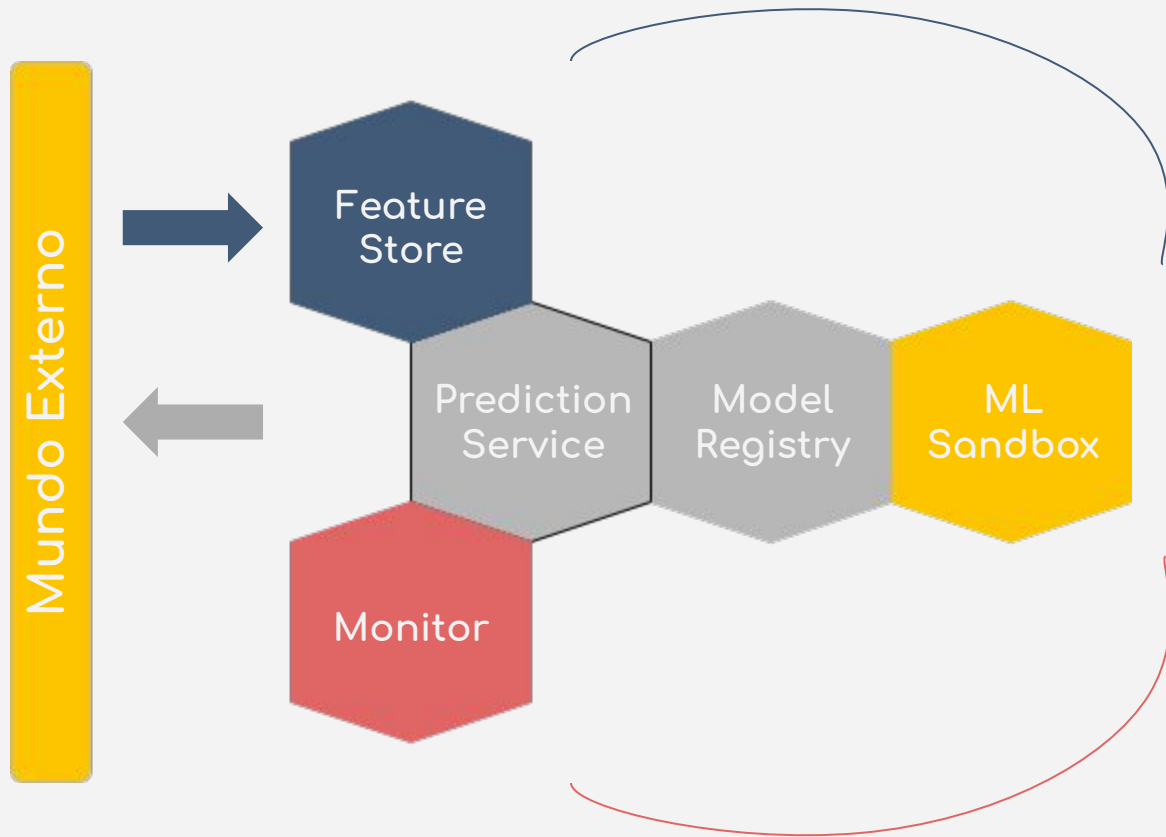 Mundo Externo
Feature
Store
Prediction
Service
Model
Registry
ML
Sandbox
Monitor